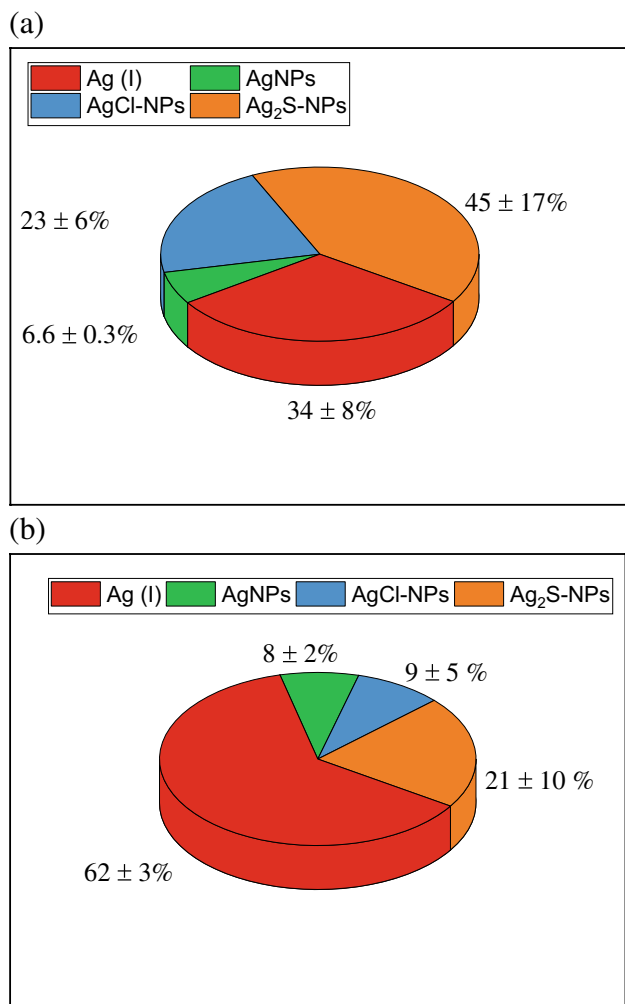 (a)
Ag (I) AgNPs
AgCl-NPs Ag₂S-NPs
45 ± 17%
23 ± 6%
6.6 ± 0.3%
34 ± 8%
(b)
Ag (I) AgNPs AgCl-NPs Ag₂S-NPs
8 ± 2%
9 ± 5 %
21 ± 10 %
62 ± 3%